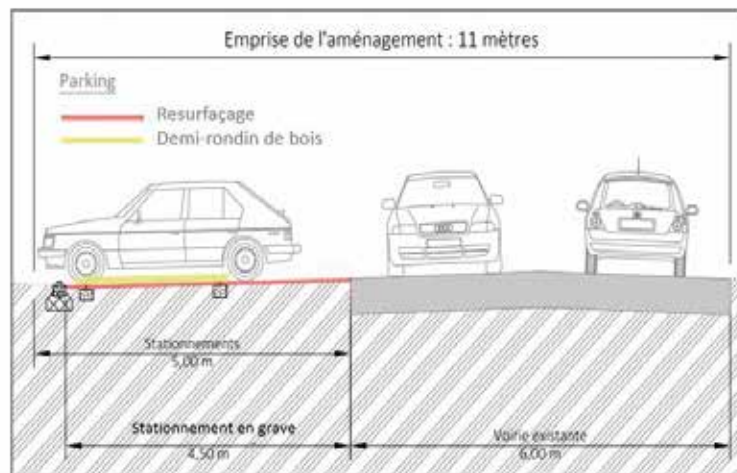 Emprise de l'aménagement : 11 mètres
Parking
Resurfaçage
Demi-rondin de bois
Stationnements
5,00 m
Stationnement en grave
4,50 m
Voirie existante
6,00 m